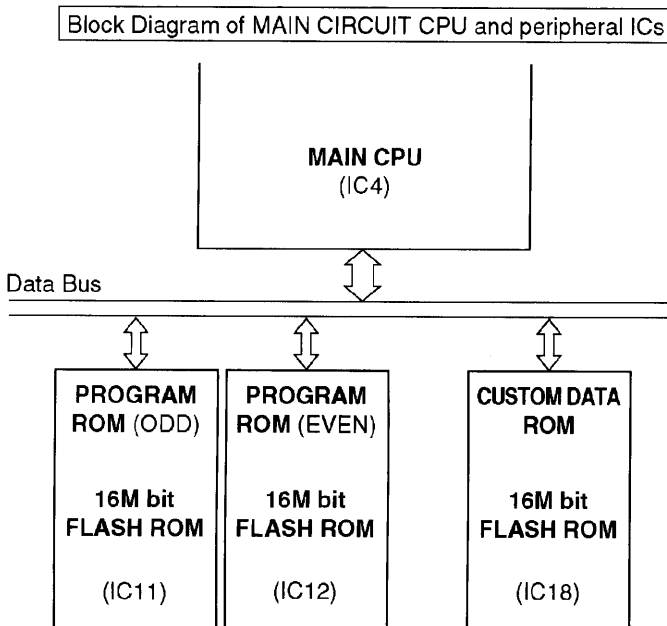 Block Diagram of MAIN CIRCUIT CPU and peripheral ICs
MAIN CPU
(IC4)
Data Bus
PROGRAM
ROM (ODD)
16M bit
FLASH ROM
(IC11)
PROGRAM
ROM (EVEN)
16M bit
FLASH ROM
(IC12)
CUSTOM DATA
ROM
16M bit
FLASH ROM
(IC18)